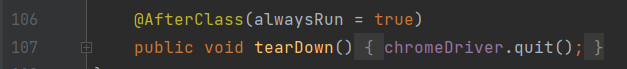 106 @AfterClass(alwaysRun = true)
107 public void tearDown() { chromeDriver.quit(); }